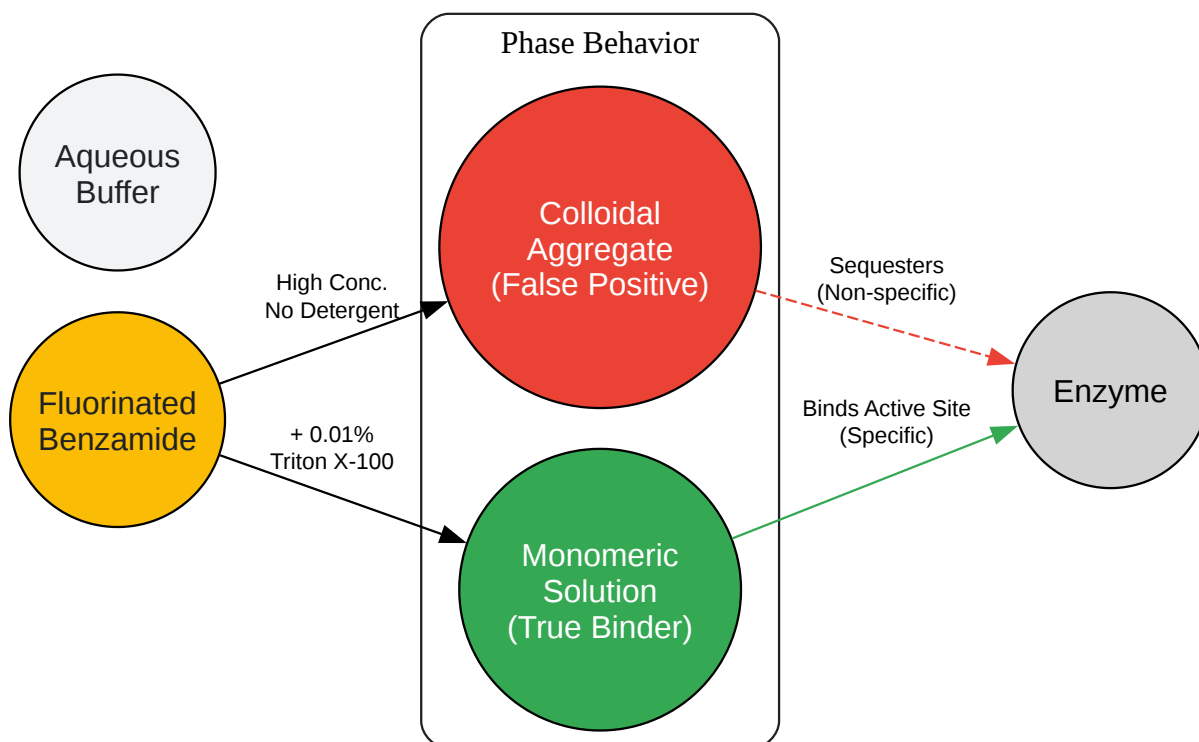 Phase Behavior
Aqueous
Buffer
Fluorinated
Benzamide
High Conc.
No Detergent
+ 0.01%
Triton X-100
Colloidal
Aggregate
(False Positive)
Monomeric
Solution
(True Binder)
Sequesters
(Non-specific)
Binds Active Site
(Specific)
Enzyme